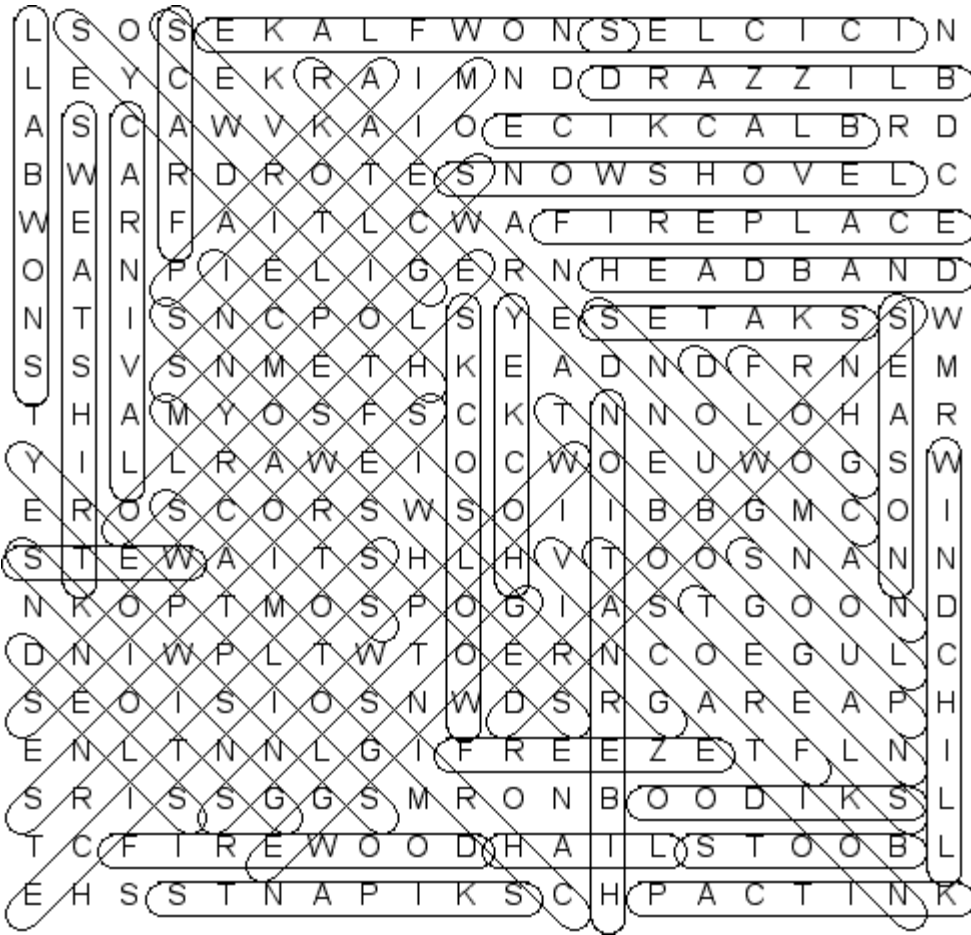 L S O S E K A L F W O N S E L C I C I N
L E Y C E K R A I M N D D R A Z Z I L B
A S C A W V K A I O E C I K C A L B R D
B W A R D R O T E S N O W S H O V E L C
W E R F A I T L C W A F I R E P L A C E
O A N P I E L I G E R N H E A D B A N D
N T I S N C P O L S Y E S E T A K S S W
S S V S N M E T H K E A D N D F R N E M
T H A M Y O S F S C K T N N O L O H A R
Y I L L R A W E I O C W O E U W O G S W
E R O S C O R S W S O I I B B G M C O I
S T E W A I T S H L H V T O O S N A N N
N K O P T M O S P O G I A S T G O O N D
D N I W P L T W T O E R N C O E G U L C
S E O I S I O S N W D S R G A R E A P H
E N L T N N L G I F R E E Z E T F L N I
S R I S S G G S M R O N B O O D I K S L
T C F I R E W O O D H A I L S T O O B L
E H S S T N A P I K S C H P A C T I N K